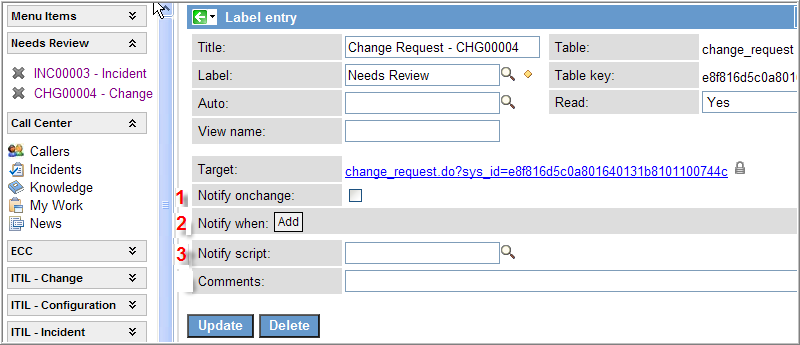 Menu Items
Needs Review
INC00003 - Incident
CHG00004 - Change
Call Center
Callers
Incidents
Knowledge
My Work
News
ECC
ITIL - Change
ITIL - Configuration
ITIL - Incident
Label entry
Title: Change Request - CHG00004 Table: change_request
Label: Needs Review Table key: e8f816d5c0a801
Auto: Read: Yes
View name:
Target: change_request.do?sys_id=e8f816d5c0a801640131b8101100744c
1 Notify onchange:
2 Notify when: Add
3 Notify script:
Comments:
Update Delete